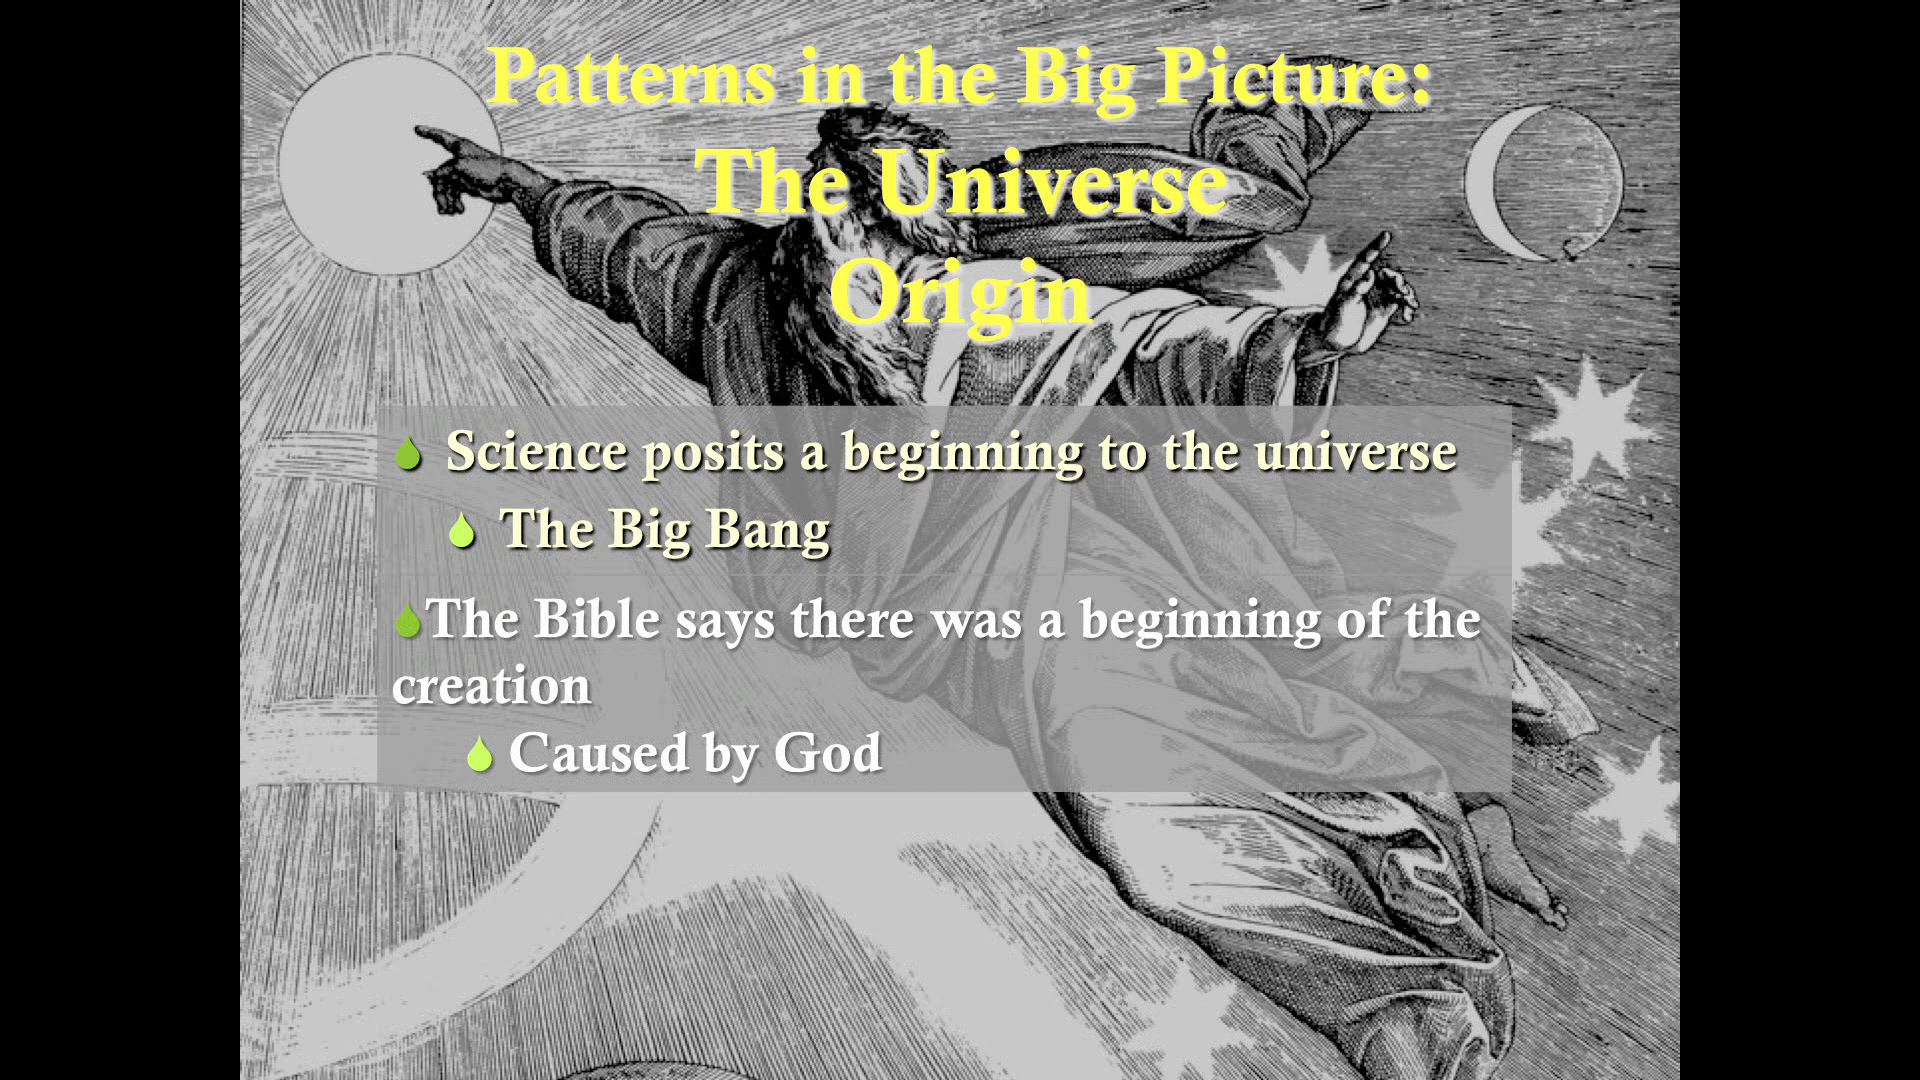 Patterns in the Big Picture:
The Universe
Origin
Science posits a beginning to the universe
The Big Bang
The Bible says there was a beginning of the
creation
Caused by God